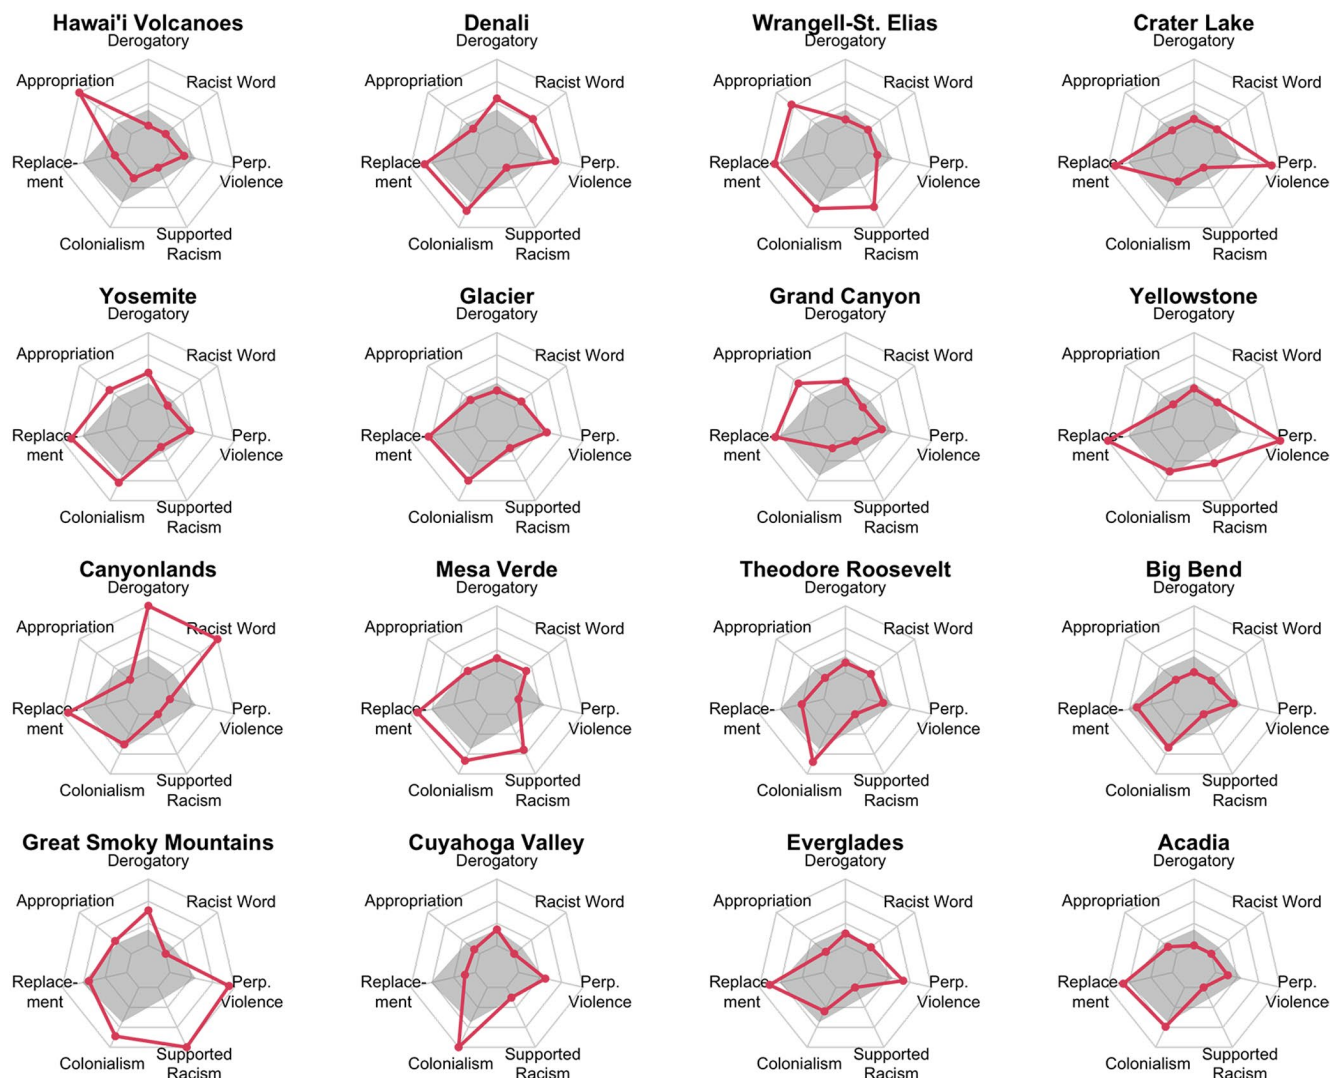 Hawai'i Volcanoes
Derogatory
Appropriation
Racist Word
Replace-
ment
Perp.
Violence
Colonialism
Supported
Racism
Denali
Derogatory
Appropriation
Racist Word
Replace-
ment
Perp.
Violence
Colonialism
Supported
Racism
Wrangell-St. Elias
Derogatory
Appropriation
Racist Word
Replace-
ment
Perp.
Violence
Colonialism
Supported
Racism
Crater Lake
Derogatory
Appropriation
Racist Word
Replace-
ment
Perp.
Violence
Colonialism
Supported
Racism
Yosemite
Derogatory
Appropriation
Racist Word
Replace-
ment
Perp.
Violence
Colonialism
Supported
Racism
Glacier
Derogatory
Appropriation
Racist Word
Replace-
ment
Perp.
Violence
Colonialism
Supported
Racism
Grand Canyon
Derogatory
Appropriation
Racist Word
Replace-
ment
Perp.
Violence
Colonialism
Supported
Racism
Yellowstone
Derogatory
Appropriation
Racist Word
Replace-
ment
Perp.
Violence
Colonialism
Supported
Racism
Canyonlands
Derogatory
Appropriation
Racist Word
Replace-
ment
Perp.
Violence
Colonialism
Supported
Racism
Mesa Verde
Derogatory
Appropriation
Racist Word
Replace-
ment
Perp.
Violence
Colonialism
Supported
Racism
Theodore Roosevelt
Derogatory
Appropriation
Racist Word
Replace-
ment
Perp.
Violence
Colonialism
Supported
Racism
Big Bend
Derogatory
Appropriation
Racist Word
Replace-
ment
Perp.
Violence
Colonialism
Supported
Racism
Great Smoky Mountains
Derogatory
Appropriation
Racist Word
Replace-
ment
Perp.
Violence
Colonialism
Supported
Racism
Cuyahoga Valley
Derogatory
Appropriation
Racist Word
Replace-
ment
Perp.
Violence
Colonialism
Supported
Racism
Everglades
Derogatory
Appropriation
Racist Word
Replace-
ment
Perp.
Violence
Colonialism
Supported
Racism
Acadia
Derogatory
Appropriation
Racist Word
Replace-
ment
Perp.
Violence
Colonialism
Supported
Racism